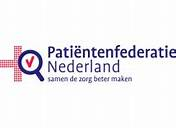 Patiëntenfederatie
Nederland
samen de zorg beter maken